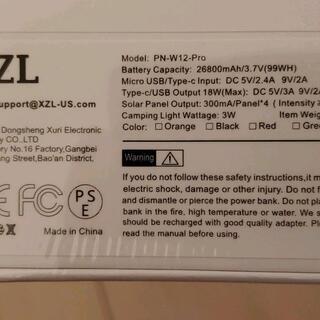 ZL
upport@XZL-US.com
Dongsheng Xuri Electronic
y CO.,LTD
ry No.16 Factory,Gangbei
ng Street,Bao'an District,
FC
PS
E
Made in China
Model: PN-W12-Pro
Battery Capacity: 26800mAh/3.7V(99WH)
Micro USB/Type-c Input: DC 5V/2.4A 9V/2A
Type-c/USB Output 18W(Max): DC 5V/3A 9V/2
Solar Panel Output: 300mA/Panel*4 ( Intensity
Camping Light Wattage: 3W Item Weig
Color: Orange Black Red Gre
Warning
If you do not follow these safety instructions,it ma
electric shock, damage or other injury. Do not plac
and dismantle or pierce the power bank. Do not
bank in the fire, high temperature or water. We s
should be recharged with good quality adapter. Ple
read the manual before using.